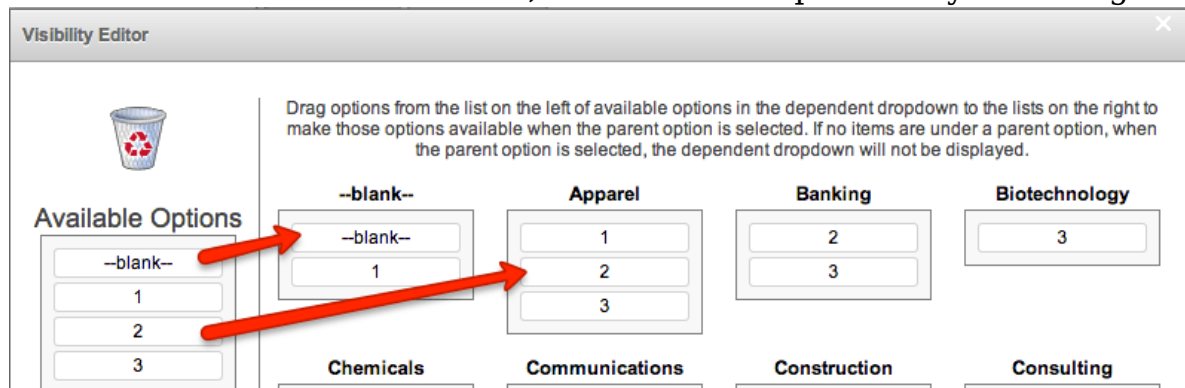 Visibility Editor
Drag options from the list on the left of available options in the dependent dropdown to the lists on the right to
make those options available when the parent option is selected. If no items are under a parent option, when
the parent option is selected, the dependent dropdown will not be displayed.
Available Options
--blank--
1
2
3
--blank--
--blank--
1
Apparel
1
2
3
Banking
2
3
Biotechnology
3
Chemicals
Communications
Construction
Consulting